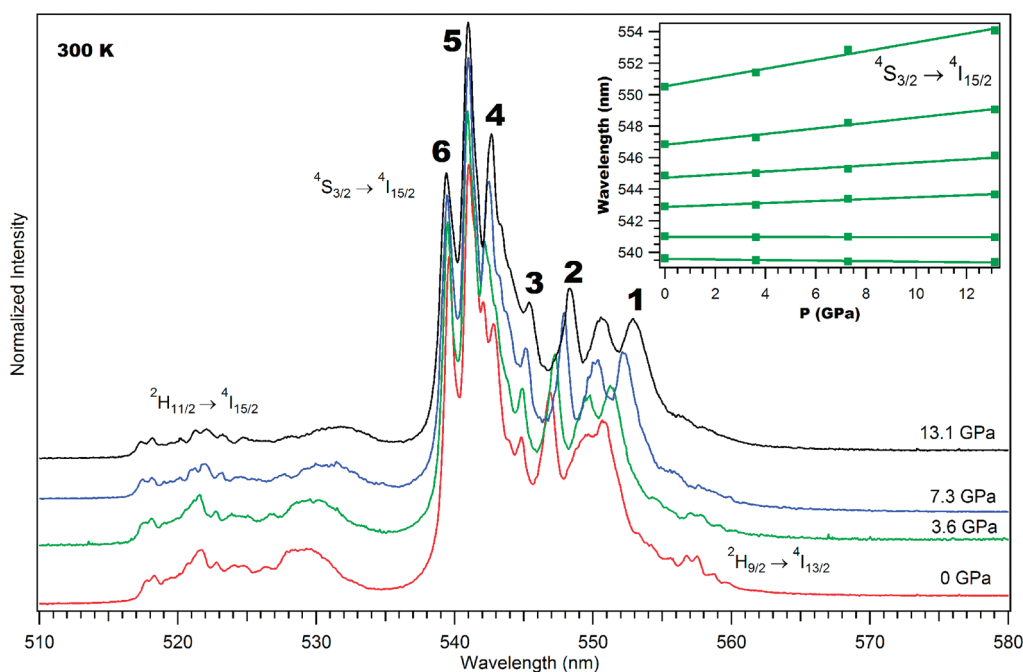 300 K
5
4
6
3
2
1
⁴S₃/₂ → ⁴I₁₅/₂
²H₁₁/₂ → ⁴I₁₅/₂
²H₉/₂ → ⁴I₁₃/₂
13.1 GPa
7.3 GPa
3.6 GPa
0 GPa
Normalized Intensity
510 520 530 540 550 560 570 580
Wavelength (nm)
⁴S₃/₂ → ⁴I₁₅/₂
Wavelength (nm)
554
552
550
548
546
544
542
540
0 2 4 6 8 10 12
P (GPa)